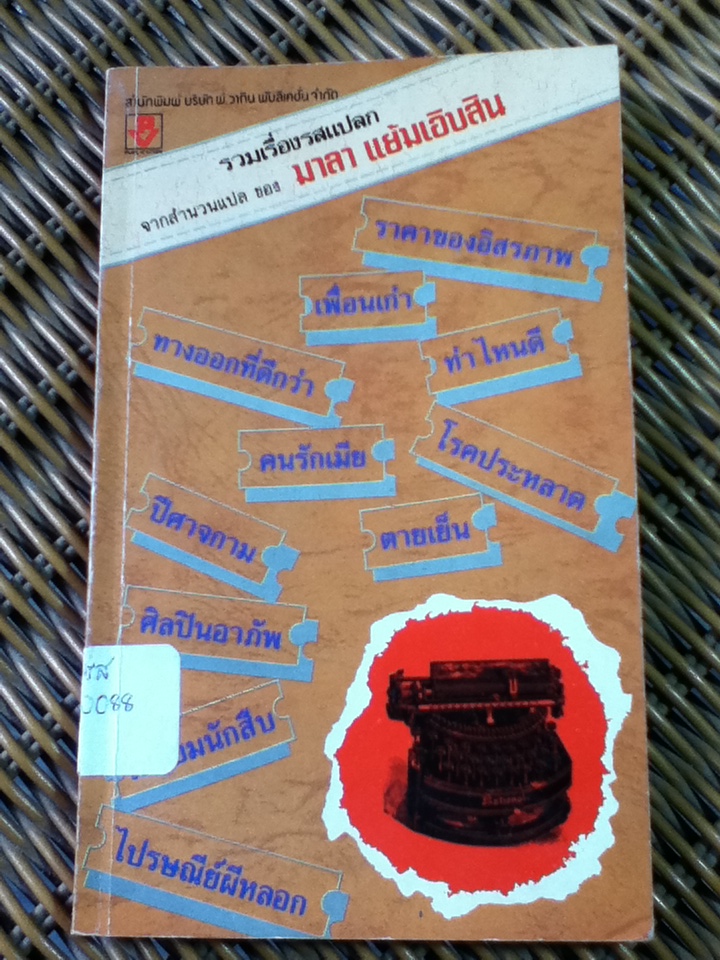 สำนักพิมพ์ บริษัท พี.วาทิน พับลิเคชั่น จำกัด
รวมเรื่องรสแปลก
จากสำนวนแปล ของ มาลา แย้มเอิบสิน
ราคาของอิสรภาพ
เพื่อนเก่า
ทางออกที่ดีกว่า
ท่าไหนดี
คนรักเมีย
โรคประหลาด
ปีศาจกาม
ตายเย็น
ศิลปินอาภัพ
รส
0088
มนักสืบ
ไปรษณีย์ผีหลอก